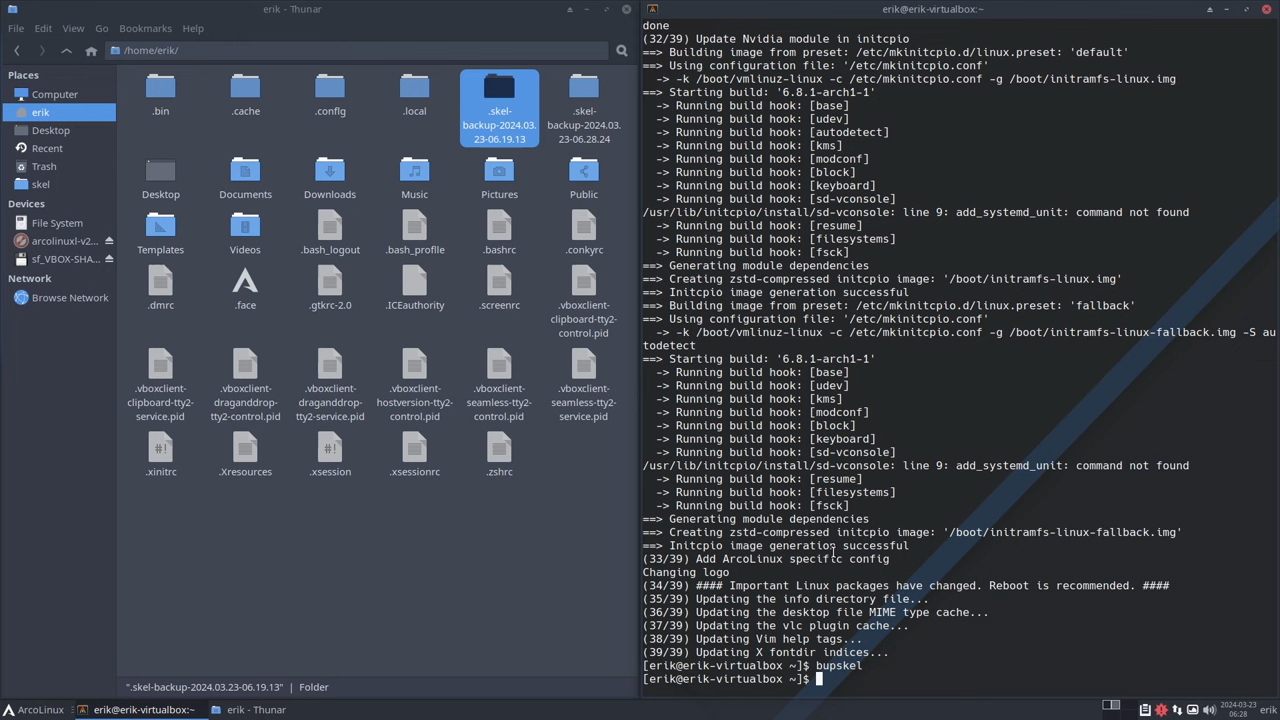 erik - Thunar
File Edit View Go Bookmarks Help
/home/erik/
Places
Computer
erik
Desktop
Recent
Trash
skel
Devices
File System
arcolinuxl-v2...
sf_VBOX-SHA...
Network
Browse Network
.bin
.cache
.config
.local
.skel-
backup-2024.03.
23-06.19.13
.skel-
backup-2024.03.
23-06.28.24
Desktop
Documents
Downloads
Music
Pictures
Public
Templates
Videos
.bash_logout
.bash_profile
.bashrc
.conkyrc
.dmrc
.face
.gtkrc-2.0
.ICEauthority
.screenrc
.vboxclient-
clipboard-tty2-
control.pid
.vboxclient-
clipboard-tty2-
service.pid
.vboxclient-
draganddrop-
tty2-control.pid
.vboxclient-
draganddrop-
tty2-service.pid
.vboxclient-
hostversion-tty2-
control.pid
.vboxclient-
seamless-tty2-
control.pid
.vboxclient-
seamless-tty2-
service.pid
.xinitrc
.Xresources
.xsession
.xsessionrc
.zshrc
".skel-backup-2024.03.23-06.19.13" | Folder
erik@erik-virtualbox:~
done
(32/39) Update Nvidia module in initcpio
==> Building image from preset: /etc/mkinitcpio.d/linux.preset: 'default'
==> Using configuration file: '/etc/mkinitcpio.conf'
  -> -k /boot/vmlinuz-linux -c /etc/mkinitcpio.conf -g /boot/initramfs-linux.img
==> Starting build: '6.8.1-arch1-1'
  -> Running build hook: [base]
  -> Running build hook: [udev]
  -> Running build hook: [autodetect]
  -> Running build hook: [kms]
  -> Running build hook: [modconf]
  -> Running build hook: [block]
  -> Running build hook: [keyboard]
  -> Running build hook: [sd-vconsole]
/usr/lib/initcpio/install/sd-vconsole: line 9: add_systemd_unit: command not found
  -> Running build hook: [resume]
  -> Running build hook: [filesystems]
  -> Running build hook: [fsck]
==> Generating module dependencies
==> Creating zstd-compressed initcpio image: '/boot/initramfs-linux.img'
==> Initcpio image generation successful
==> Building image from preset: /etc/mkinitcpio.d/linux.preset: 'fallback'
==> Using configuration file: '/etc/mkinitcpio.conf'
  -> -k /boot/vmlinuz-linux -c /etc/mkinitcpio.conf -g /boot/initramfs-linux-fallback.img -S au
todetect
==> Starting build: '6.8.1-arch1-1'
  -> Running build hook: [base]
  -> Running build hook: [udev]
  -> Running build hook: [kms]
  -> Running build hook: [modconf]
  -> Running build hook: [block]
  -> Running build hook: [keyboard]
  -> Running build hook: [sd-vconsole]
/usr/lib/initcpio/install/sd-vconsole: line 9: add_systemd_unit: command not found
  -> Running build hook: [resume]
  -> Running build hook: [filesystems]
  -> Running build hook: [fsck]
==> Generating module dependencies
==> Creating zstd-compressed initcpio image: '/boot/initramfs-linux-fallback.img'
==> Initcpio image generation successful
(33/39) Add ArcoLinux specific config
Changing logo
(34/39) #### Important Linux packages have changed. Reboot is recommended. ####
(35/39) Updating the info directory file...
(36/39) Updating the desktop file MIME type cache...
(37/39) Updating the vlc plugin cache...
(38/39) Updating Vim help tags...
(39/39) Updating X fontdir indices...
[erik@erik-virtualbox ~]$ bupskel
[erik@erik-virtualbox ~]$
ArcoLinux
erik@erik-virtualbox:~
erik - Thunar
2024-03-23
06:28
erik